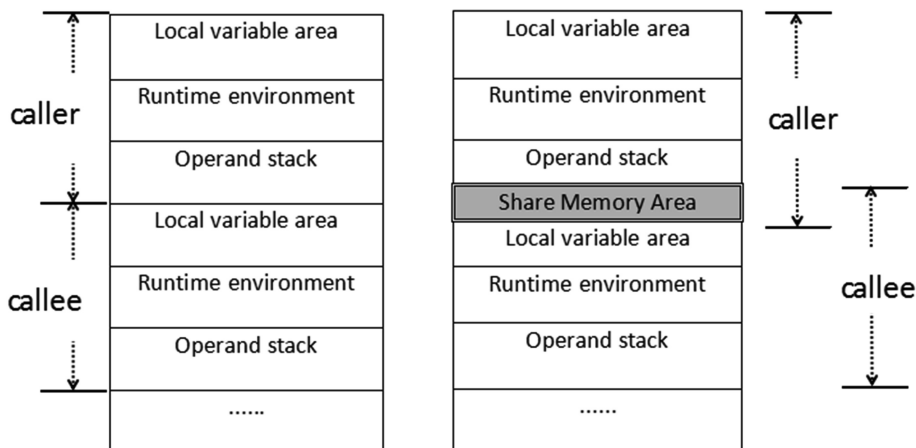 caller
callee
Local variable area
Runtime environment
Operand stack
Local variable area
Runtime environment
Operand stack
......
Local variable area
Runtime environment
Operand stack
Share Memory Area
Local variable area
Runtime environment
Operand stack
......
caller
callee